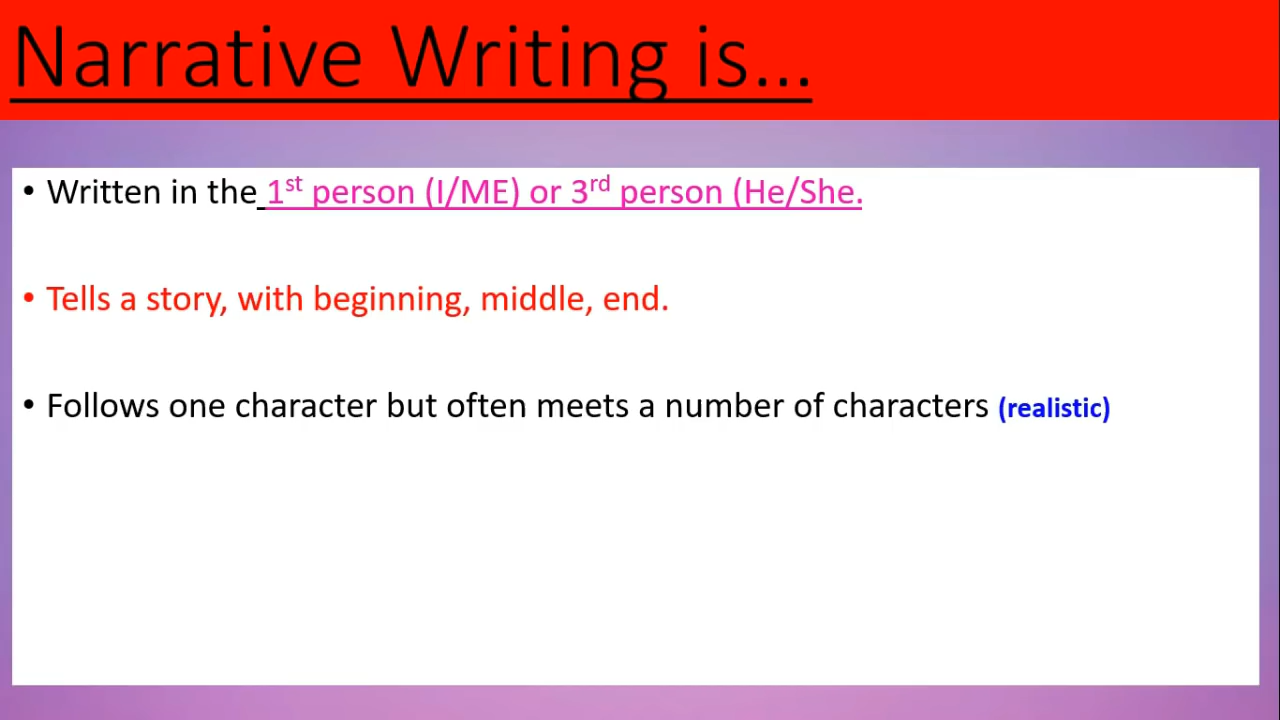 Narrative Writing is...
• Written in the 1st person (I/ME) or 3rd person (He/She.
• Tells a story, with beginning, middle, end.
• Follows one character but often meets a number of characters (realistic)